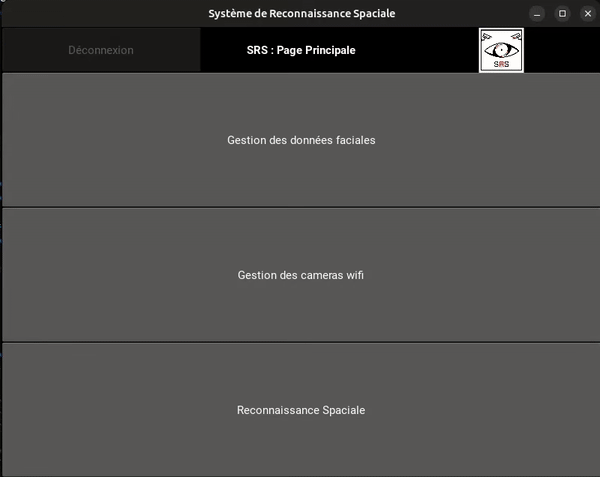 Système de Reconnaissance Spaciale
Déconnexion
SRS : Page Principale
SRS
Gestion des données faciales
Gestion des cameras wifi
Reconnaissance Spaciale